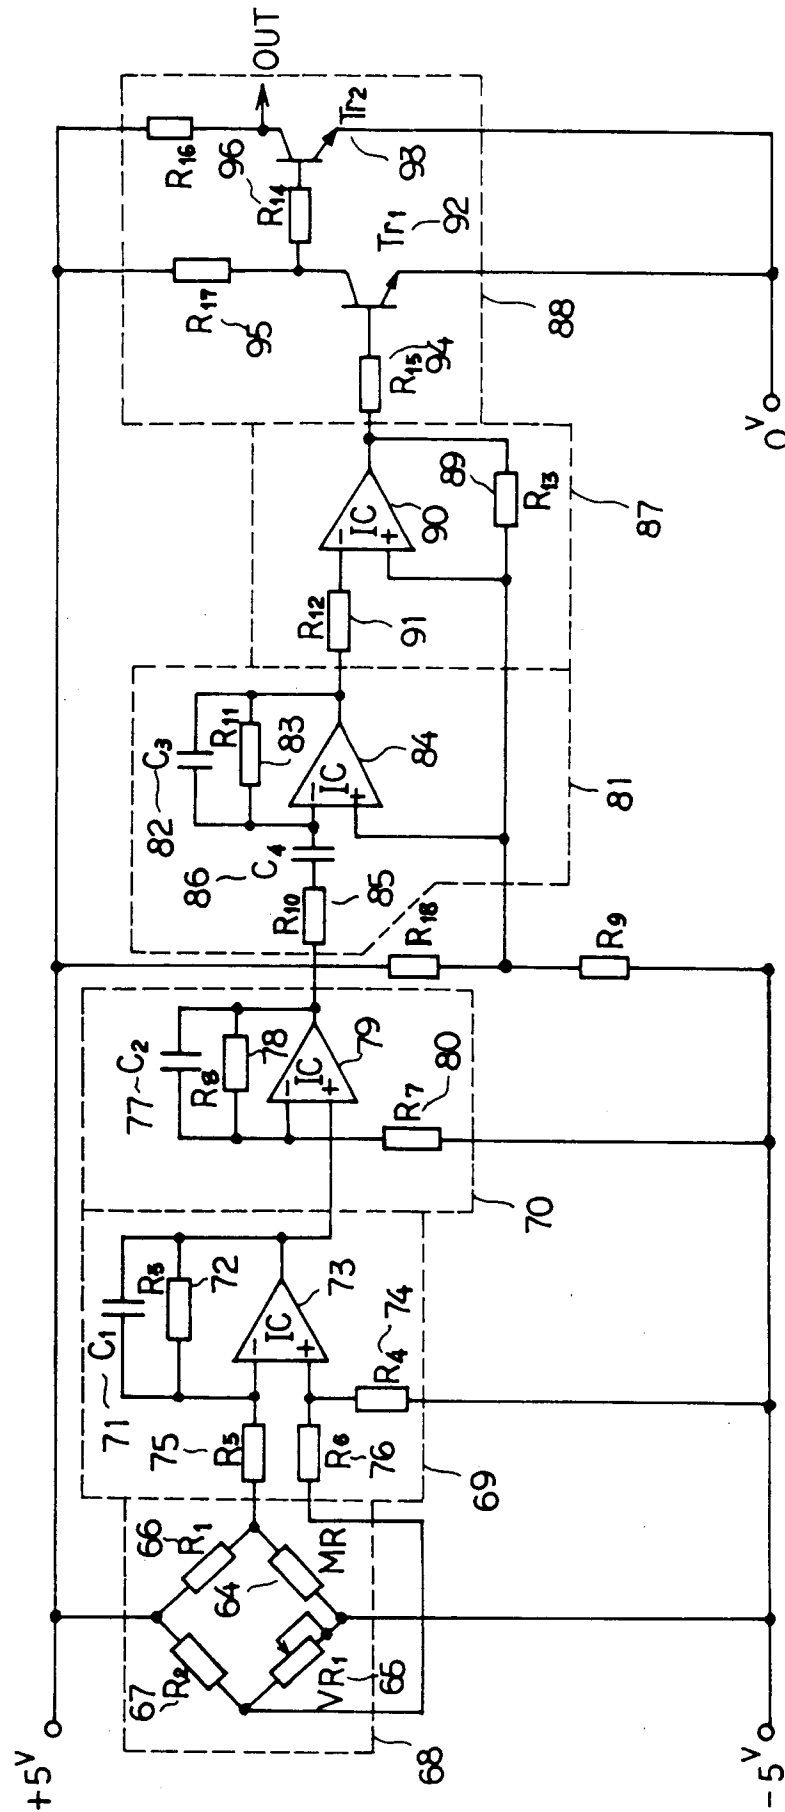 +5V
-5V
0V
OUT
67
R2
66
R1
64
MR
VR1
65
68
71
C1
R5
72
75
R3
IC
-
+
73
R6
76
R4
74
69
77
C2
R8
78
IC
-
+
79
R7
80
70
R18
R9
86
C4
R10
85
82
C3
R11
83
IC
-
+
84
81
R12
91
IC
-
+
90
89
R13
87
R15
94
R17
95
Tr1
92
R14
96
R16
Tr2
93
88